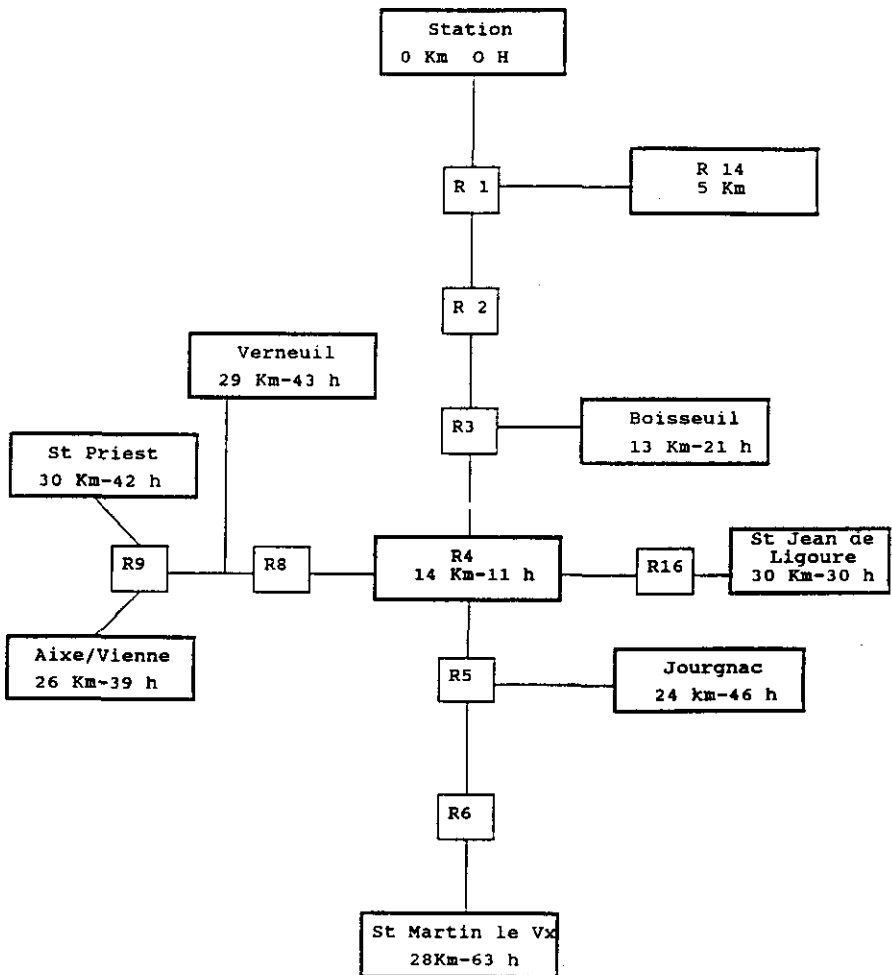 Station
0 Km O H
R 1
R 14
5 Km
R 2
Verneuil
29 Km-43 h
R3
Boisseuil
13 Km-21 h
St Priest
30 Km-42 h
R9
R8
R4
14 Km-11 h
R16
St Jean de
Ligoure
30 Km-30 h
Aixe/Vienne
26 Km-39 h
R5
Jourgnac
24 km-46 h
R6
St Martin le Vx
28Km-63 h